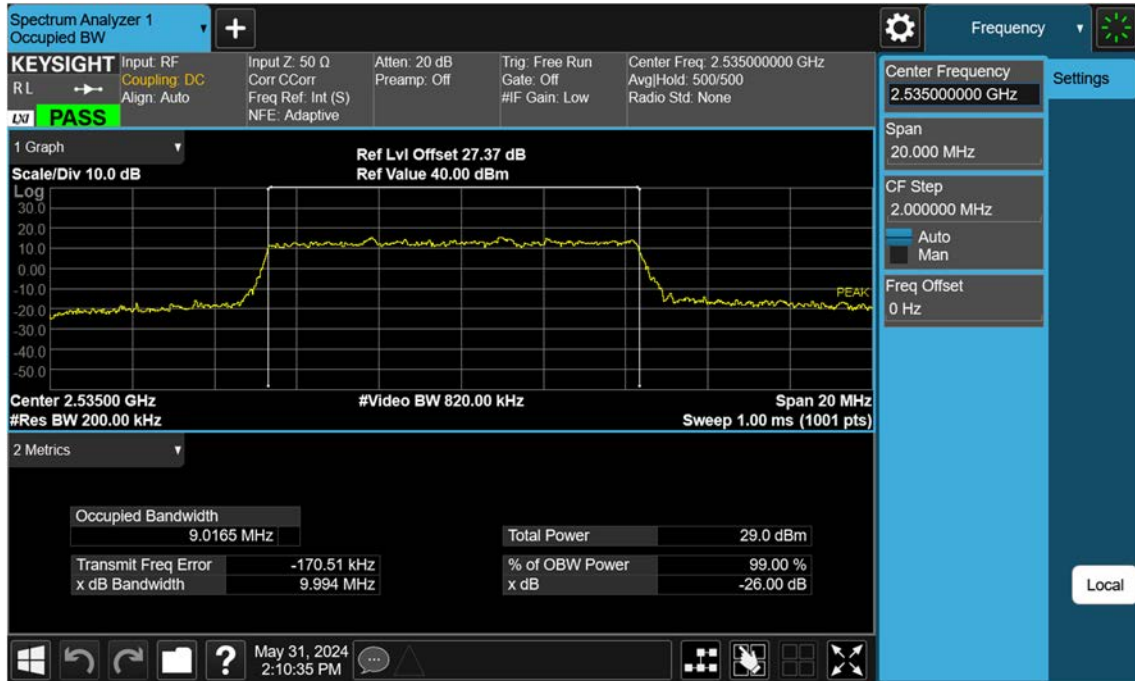 Spectrum Analyzer 1
Occupied BW
Frequency
KEYSIGHT
RL
LXI
PASS
Input: RF
Coupling: DC
Align: Auto
Input Z: 50 Ω
Corr CCorr
Freq Ref: Int (S)
NFE: Adaptive
Atten: 20 dB
Preamp: Off
Trig: Free Run
Gate: Off
#IF Gain: Low
Center Freq: 2.535000000 GHz
Avg|Hold: 500/500
Radio Std: None
Center Frequency
2.535000000 GHz
Settings
Span
20.000 MHz
CF Step
2.000000 MHz
Auto
Man
Freq Offset
0 Hz
Local
1 Graph
Scale/Div 10.0 dB
Ref Lvl Offset 27.37 dB
Ref Value 40.00 dBm
Log
30.0
20.0
10.0
0.00
-10.0
-20.0
-30.0
-40.0
-50.0
PEAK
Center 2.53500 GHz
#Video BW 820.00 kHz
Span 20 MHz
#Res BW 200.00 kHz
Sweep 1.00 ms (1001 pts)
2 Metrics
Occupied Bandwidth
9.0165 MHz
Total Power 29.0 dBm
Transmit Freq Error -170.51 kHz
% of OBW Power 99.00 %
x dB Bandwidth 9.994 MHz
x dB -26.00 dB
?
May 31, 2024
2:10:35 PM